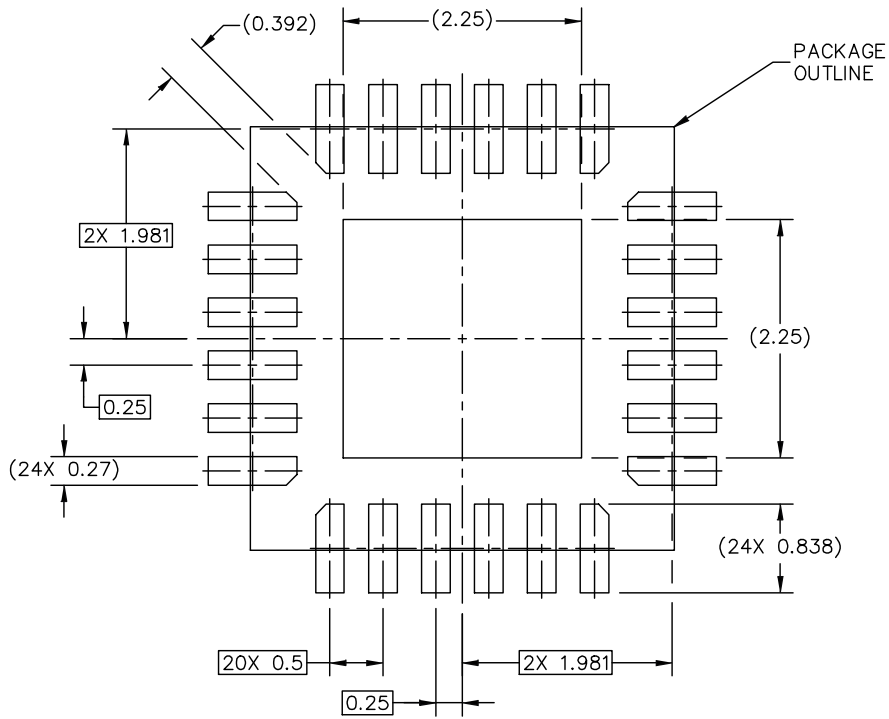 (0.392)
(2.25)
PACKAGE
OUTLINE
2X 1.981
(2.25)
0.25
(24X 0.27)
(24X 0.838)
20X 0.5
2X 1.981
0.25